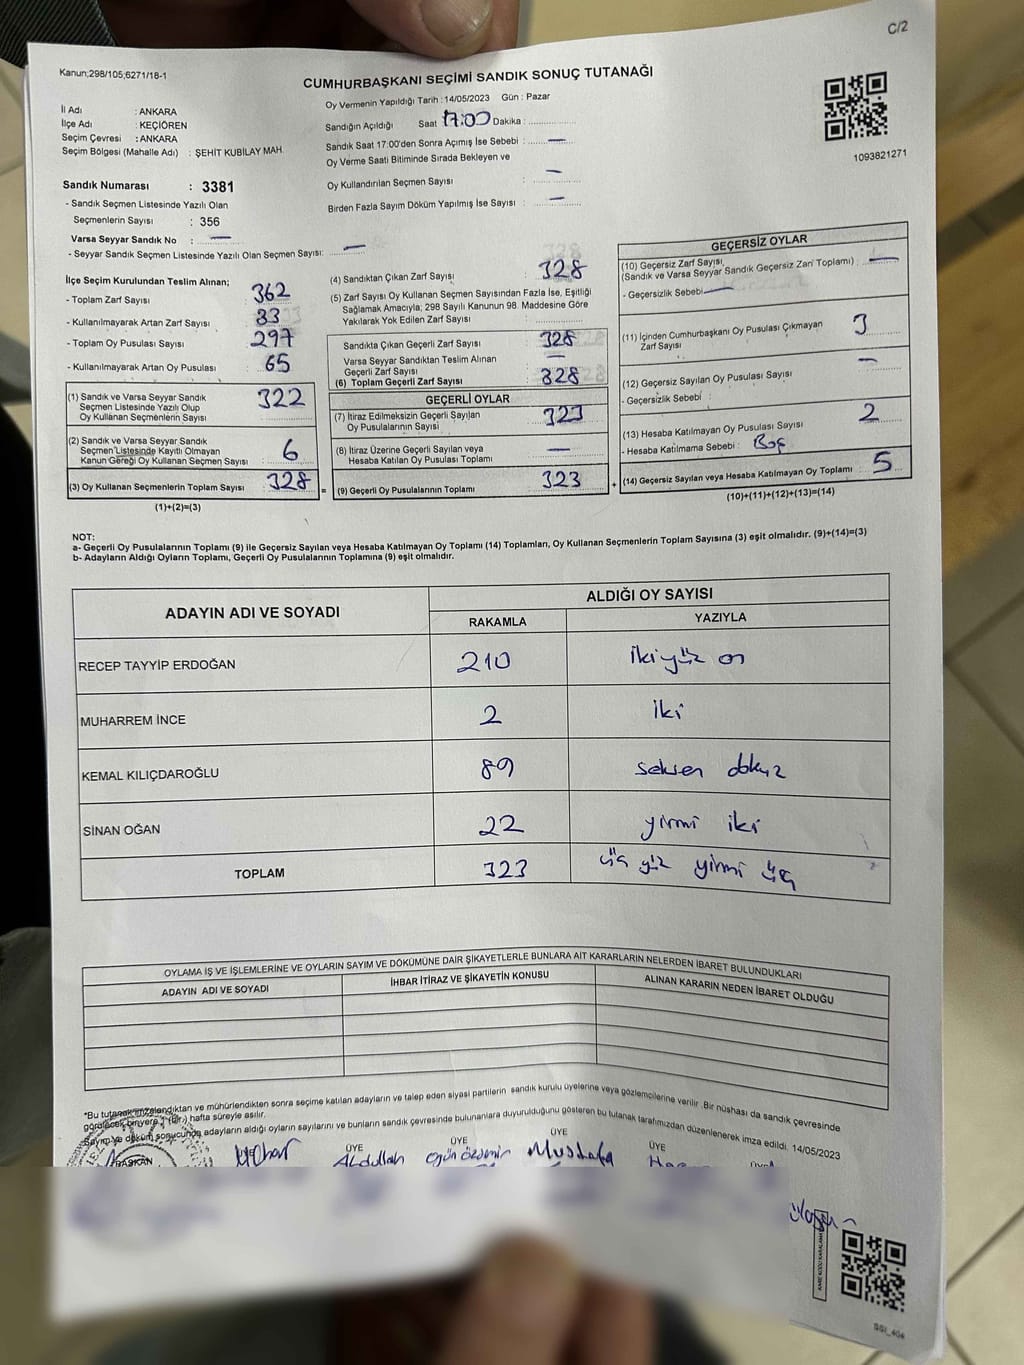 C/2
Kanun;298/105;6271/18-1
CUMHURBAŞKANI SEÇİMİ SANDIK SONUÇ TUTANAĞI
Oy Vermenin Yapıldığı Tarih : 14/05/2023 Gün : Pazar
İl Adı : ANKARA
İlçe Adı : KEÇİÖREN
Seçim Çevresi : ANKARA
Seçim Bölgesi (Mahalle Adı) : ŞEHİT KUBİLAY MAH.
Sandığın Açıldığı Saat 17:00 Dakika :
Sandık Saat 17:00'den Sonra Açımış İse Sebebi : —
Oy Verme Saati Bitiminde Sırada Bekleyen ve
Oy Kullandırılan Seçmen Sayısı : —
Birden Fazla Sayım Döküm Yapılmış İse Sayısı : —
1093821271
Sandık Numarası : 3381
- Sandık Seçmen Listesinde Yazılı Olan
Seçmenlerin Sayısı : 356
Varsa Seyyar Sandık No : —
- Seyyar Sandık Seçmen Listesinde Yazılı Olan Seçmen Sayısı: —
İlçe Seçim Kurulundan Teslim Alınan;
- Toplam Zarf Sayısı 362
- Kullanılmayarak Artan Zarf Sayısı 33
- Toplam Oy Pusulası Sayısı 297
- Kullanılmayarak Artan Oy Pusulası 65
(1) Sandık ve Varsa Seyyar Sandık
Seçmen Listesinde Yazılı Olup
Oy Kullanan Seçmenlerin Sayısı 322
(2) Sandık ve Varsa Seyyar Sandık
Seçmen Listesinde Kayıtlı Olmayan
Kanun Gereği Oy Kullanan Seçmen Sayısı 6
(3) Oy Kullanan Seçmenlerin Toplam Sayısı 328 =
(1)+(2)=(3)
(4) Sandıktan Çıkan Zarf Sayısı : 328
(5) Zarf Sayısı Oy Kullanan Seçmen Sayısından Fazla İse, Eşitliği
Sağlamak Amacıyla; 298 Sayılı Kanunun 98. Maddesine Göre
Yakılarak Yok Edilen Zarf Sayısı :
Sandıkta Çıkan Geçerli Zarf Sayısı 328
Varsa Seyyar Sandıktan Teslim Alınan
Geçerli Zarf Sayısı —
(6) Toplam Geçerli Zarf Sayısı 328
GEÇERLİ OYLAR
(7) İtiraz Edilmeksizin Geçerli Sayılan
Oy Pusulalarının Sayısı 323
(8) İtiraz Üzerine Geçerli Sayılan veya
Hesaba Katılan Oy Pusulası Toplamı —
(9) Geçerli Oy Pusulalarının Toplamı 323 +
GEÇERSİZ OYLAR
(10) Geçersiz Zarf Sayısı,
(Sandık ve Varsa Seyyar Sandık Geçersiz Zarf Toplamı) : —
- Geçersizlik Sebebi: —
(11) İçinden Cumhurbaşkanı Oy Pusulası Çıkmayan
Zarf Sayısı 3
(12) Geçersiz Sayılan Oy Pusulası Sayısı —
- Geçersizlik Sebebi :
(13) Hesaba Katılmayan Oy Pusulası Sayısı 2
- Hesaba Katılmama Sebebi : Boş
(14) Geçersiz Sayılan veya Hesaba Katılmayan Oy Toplamı 5
(10)+(11)+(12)+(13)=(14)
NOT:
a- Geçerli Oy Pusulalarının Toplamı (9) ile Geçersiz Sayılan veya Hesaba Katılmayan Oy Toplamı (14) Toplamları, Oy Kullanan Seçmenlerin Toplam Sayısına (3) eşit olmalıdır. (9)+(14)=(3)
b- Adayların Aldığı Oyların Toplamı, Geçerli Oy Pusulalarının Toplamına (9) eşit olmalıdır.
ADAYIN ADI VE SOYADI
ALDIĞI OY SAYISI
RAKAMLA YAZIYLA
RECEP TAYYİP ERDOĞAN 210 ikiyüz on
MUHARREM İNCE 2 iki
KEMAL KILIÇDAROĞLU 89 seksen dokuz
SİNAN OĞAN 22 yirmi iki
TOPLAM 323 üç yüz yirmi üç
OYLAMA İŞ VE İŞLEMLERİNE VE OYLARIN SAYIM VE DÖKÜMÜNE DAİR ŞİKAYETLERLE BUNLARA AİT KARARLARIN NELERDEN İBARET BULUNDUKLARI
ADAYIN ADI VE SOYADI İHBAR İTİRAZ VE ŞİKAYETİN KONUSU ALINAN KARARIN NEDEN İBARET OLDUĞU
*Bu tutanak imzalandıktan ve mühürlendikten sonra seçime katılan adayların ve talep eden siyasi partilerin sandık kurulu üyelerine veya gözlemcilerine verilir. Bir nüshası da sandık çevresinde
görülecek bir yere 1 (Bir) hafta süreyle asılır.
Sayım ve döküm sonucunda adayların aldığı oyların sayılarını ve bunların sandık çevresinde bulunanlara duyurulduğunu gösteren bu tutanak tarafımızdan düzenlenerek imza edildi. 14/05/2023
BAŞKAN ÜYE ÜYE ÜYE ÜYE
Abdullah Ogün Özdemir Mustafa